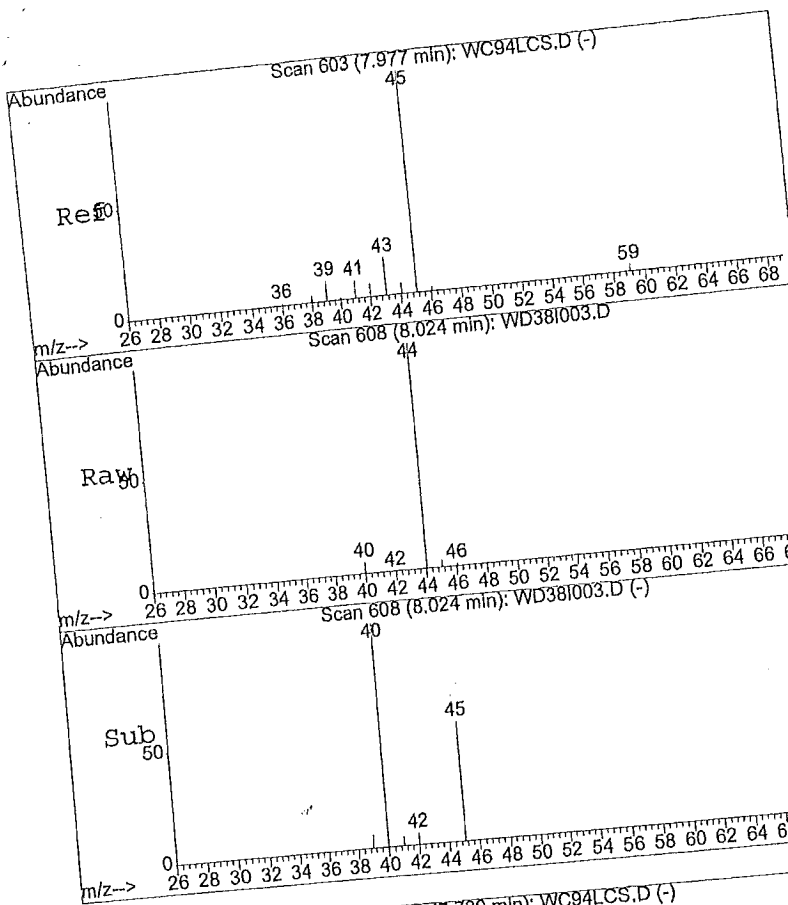 Scan 603 (7.977 min): WC94LCS.D (-)
Abundance
45
Ref
50
43
59
39
41
36
0
26 28 30 32 34 36 38 40 42 44 46 48 50 52 54 56 58 60 62 64 66 68
m/z-->
Scan 608 (8.024 min): WD38I003.D
Abundance
44
Raw
50
40
42
46
0
26 28 30 32 34 36 38 40 42 44 46 48 50 52 54 56 58 60 62 64 66
m/z-->
Scan 608 (8.024 min): WD38I003.D (-)
Abundance
40
45
Sub
50
42
0
26 28 30 32 34 36 38 40 42 44 46 48 50 52 54 56 58 60 62 64
m/z-->
min): WC94LCS.D (-)